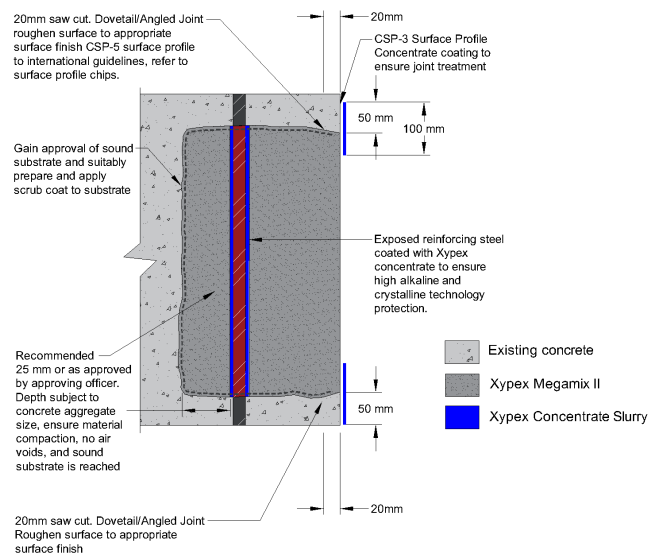 20mm saw cut. Dovetail/Angled Joint
roughen surface to appropriate
surface finish CSP-5 surface profile
to international guidelines, refer to
surface profile chips.
20mm
CSP-3 Surface Profile
Concentrate coating to
ensure joint treatment
50 mm
100 mm
Gain approval of sound
substrate and suitably
prepare and apply
scrub coat to substrate
Exposed reinforcing steel
coated with Xypex
concentrate to ensure
high alkaline and
crystalline technology
protection.
Recommended
25 mm or as approved
by approving officer.
Depth subject to
concrete aggregate
size, ensure material
compaction, no air
voids, and sound
substrate is reached
Existing concrete
Xypex Megamix II
Xypex Concentrate Slurry
50 mm
20mm
20mm saw cut. Dovetail/Angled Joint
Roughen surface to appropriate
surface finish